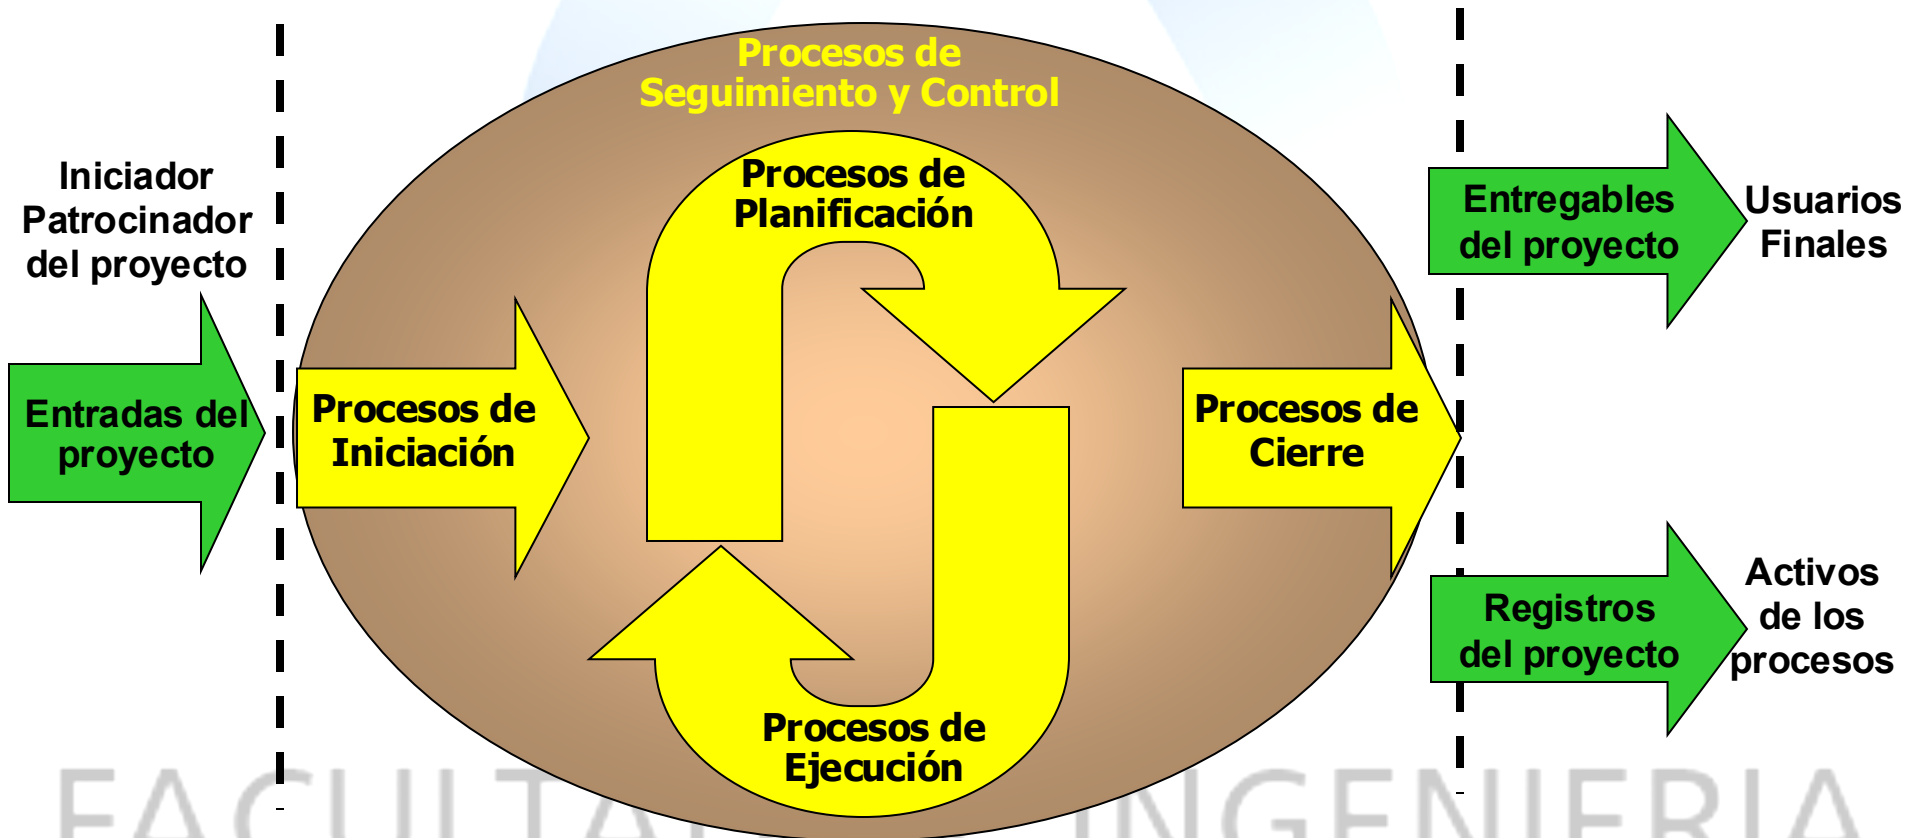 Procesos de
Seguimiento y Control
Iniciador
Patrocinador
del proyecto
Entradas del
proyecto
Procesos de
Iniciación
Procesos de
Planificación
Procesos de
Ejecución
Procesos de
Cierre
Entregables
del proyecto
Usuarios
Finales
Registros
del proyecto
Activos
de los
procesos
INGENIERIA